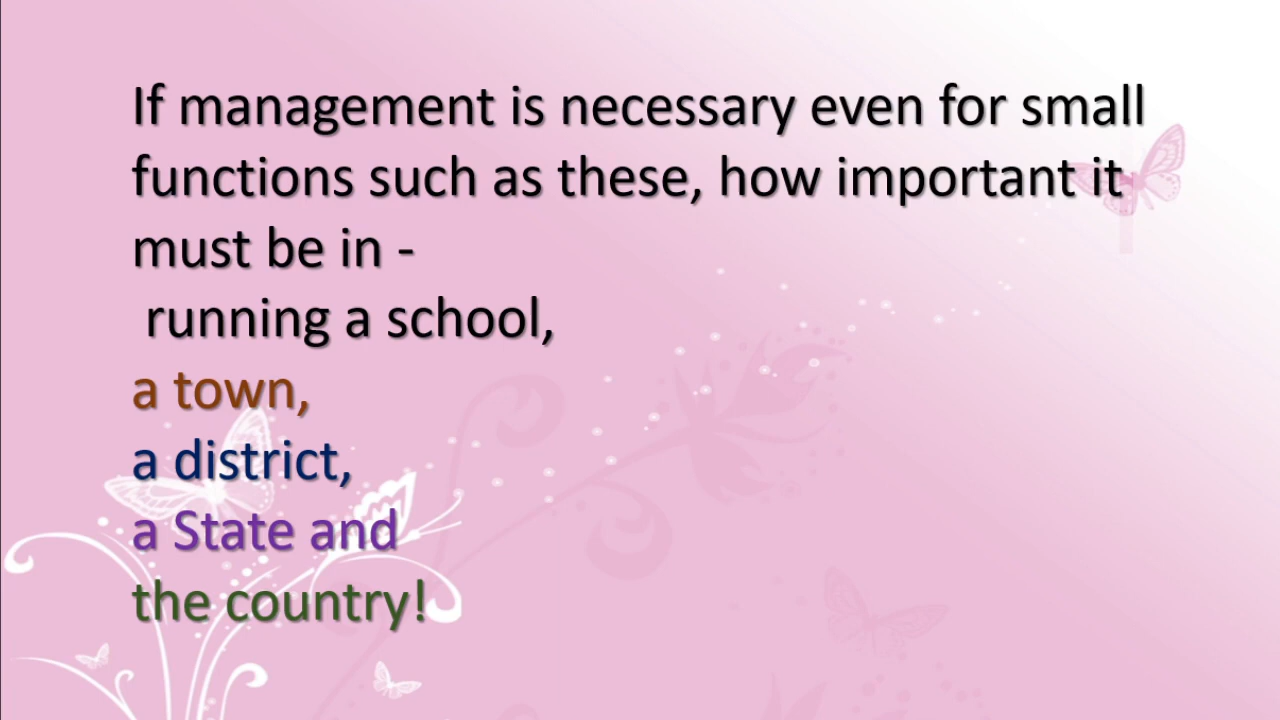 If management is necessary even for small
functions such as these, how important it
must be in -
running a school,
a town,
a district,
a State and
the country!